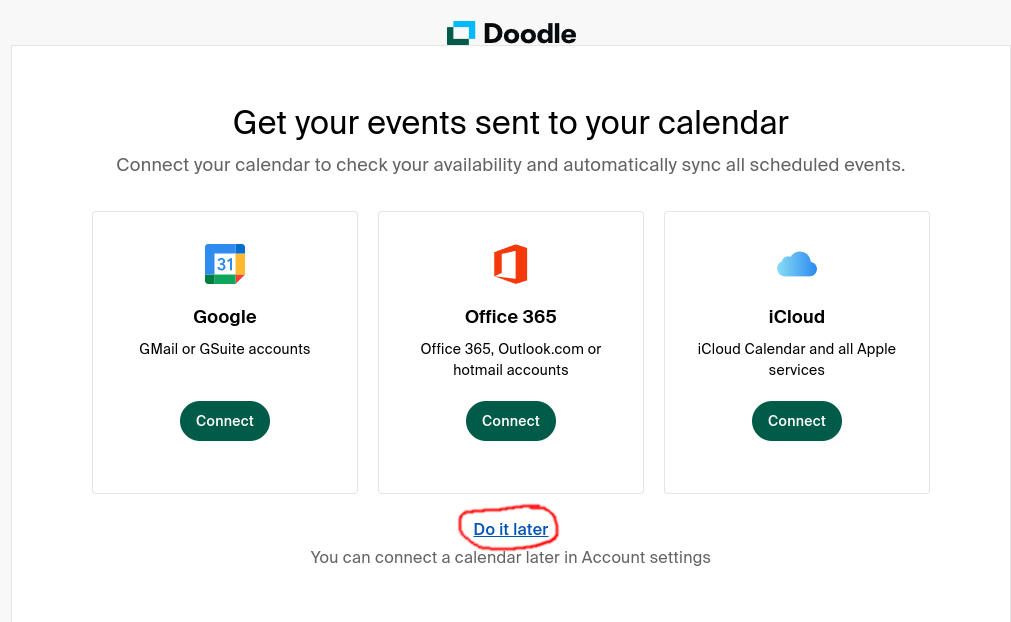 Doodle
Get your events sent to your calendar
Connect your calendar to check your availability and automatically sync all scheduled events.
31
Google
GMail or GSuite accounts
Connect
Office 365
Office 365, Outlook.com or
hotmail accounts
Connect
iCloud
iCloud Calendar and all Apple
services
Connect
Do it later
You can connect a calendar later in Account settings